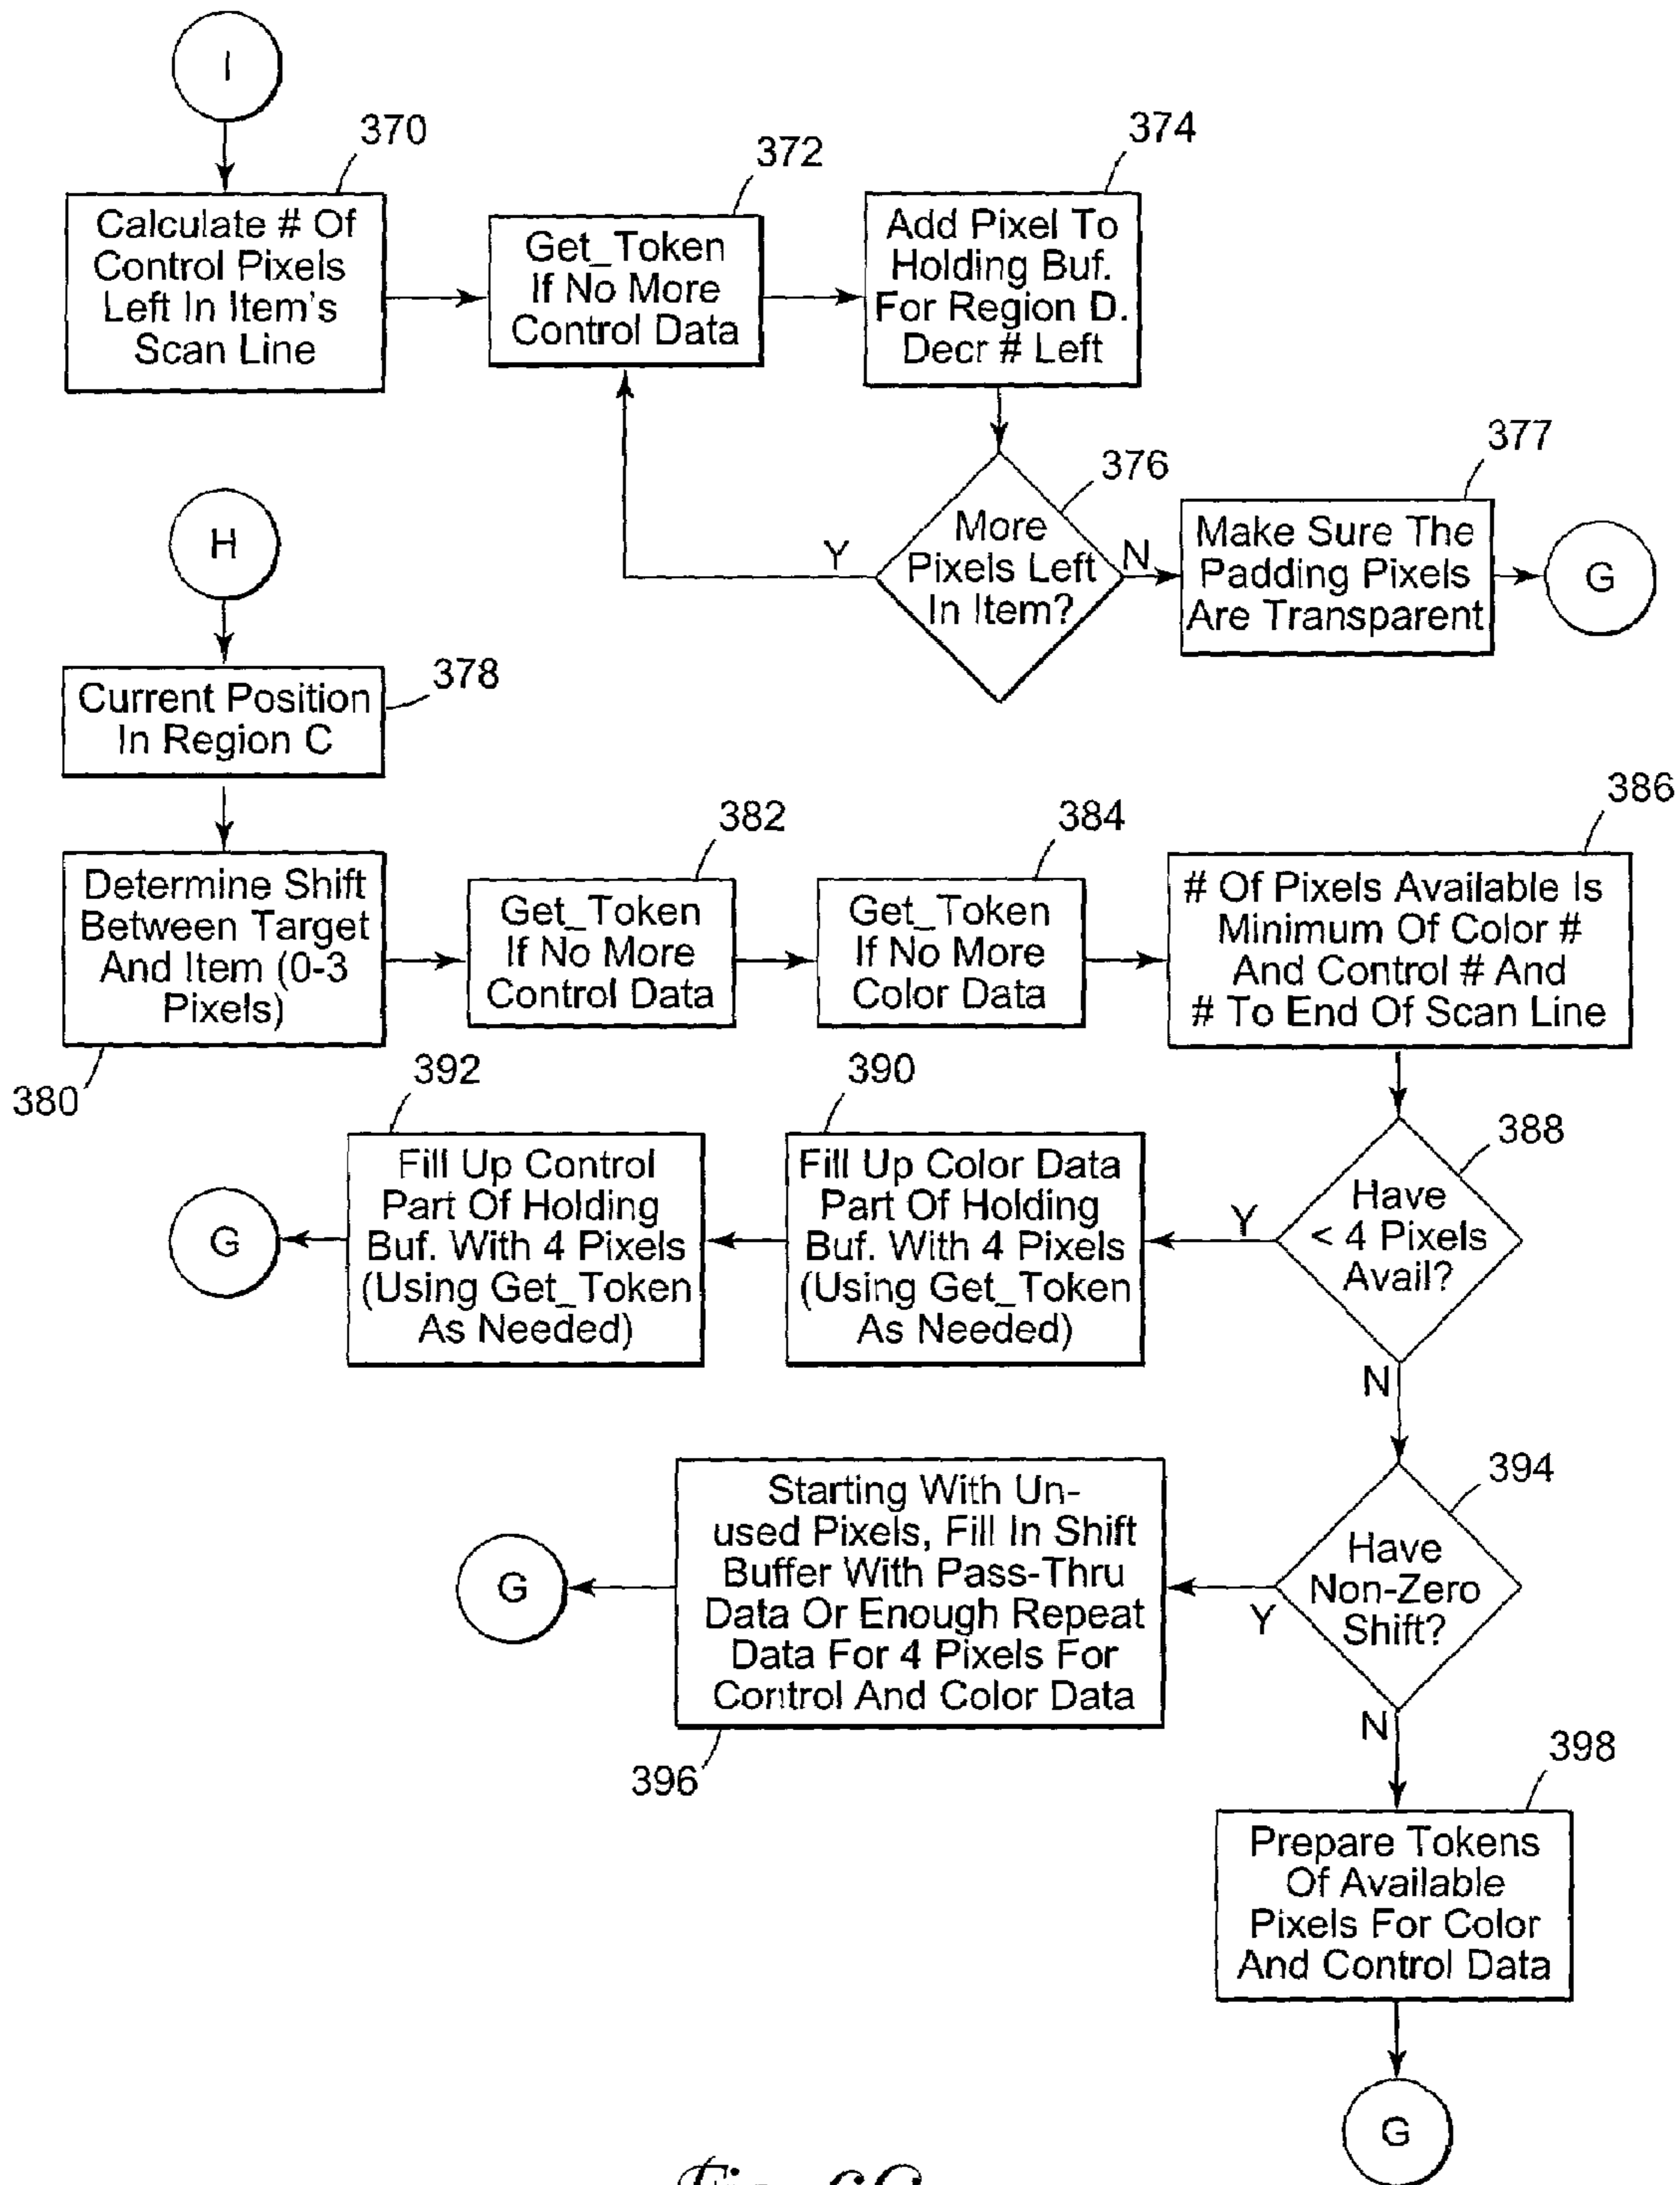 I
370
Calculate # Of
Control Pixels
Left In Item's
Scan Line
372
Get_Token
If No More
Control Data
374
Add Pixel To
Holding Buf.
For Region D.
Decr # Left
376
More
Pixels Left
In Item?
Y
N
377
Make Sure The
Padding Pixels
Are Transparent
G
H
378
Current Position
In Region C
380
Determine Shift
Between Target
And Item (0-3
Pixels)
382
Get_Token
If No More
Control Data
384
Get_Token
If No More
Color Data
386
# Of Pixels Available Is
Minimum Of Color #
And Control # And
# To End Of Scan Line
388
Have
< 4 Pixels
Avail?
Y
N
390
Fill Up Color Data
Part Of Holding
Buf. With 4 Pixels
(Using Get_Token
As Needed)
392
Fill Up Control
Part Of Holding
Buf. With 4 Pixels
(Using Get_Token
As Needed)
G
394
Have
Non-Zero
Shift?
Y
N
396
Starting With Un-
used Pixels, Fill In Shift
Buffer With Pass-Thru
Data Or Enough Repeat
Data For 4 Pixels For
Control And Color Data
G
398
Prepare Tokens
Of Available
Pixels For Color
And Control Data
G